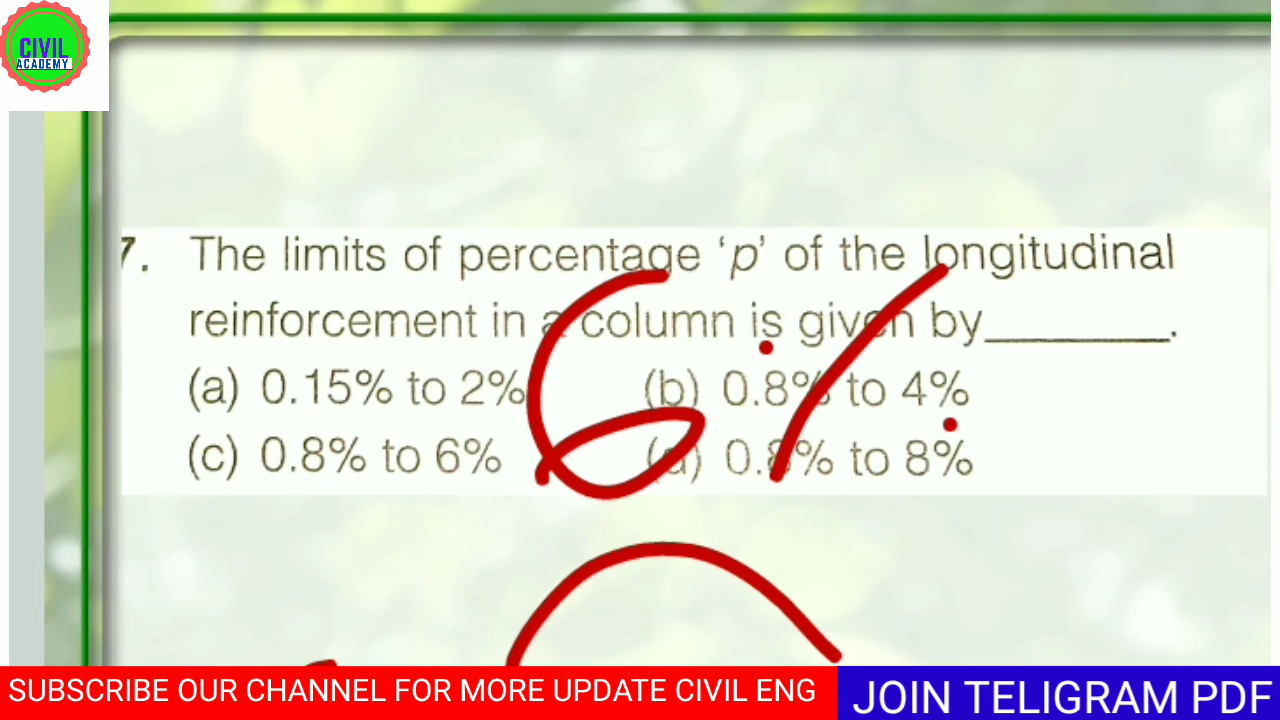 CIVIL
ACADEMY
7. The limits of percentage ‘p’ of the longitudinal
reinforcement in a column is given by________.
(a) 0.15% to 2% (b) 0.8% to 4%
(c) 0.8% to 6% (d) 0.8% to 8%
6%
SUBSCRIBE OUR CHANNEL FOR MORE UPDATE CIVIL ENG
JOIN TELIGRAM PDF